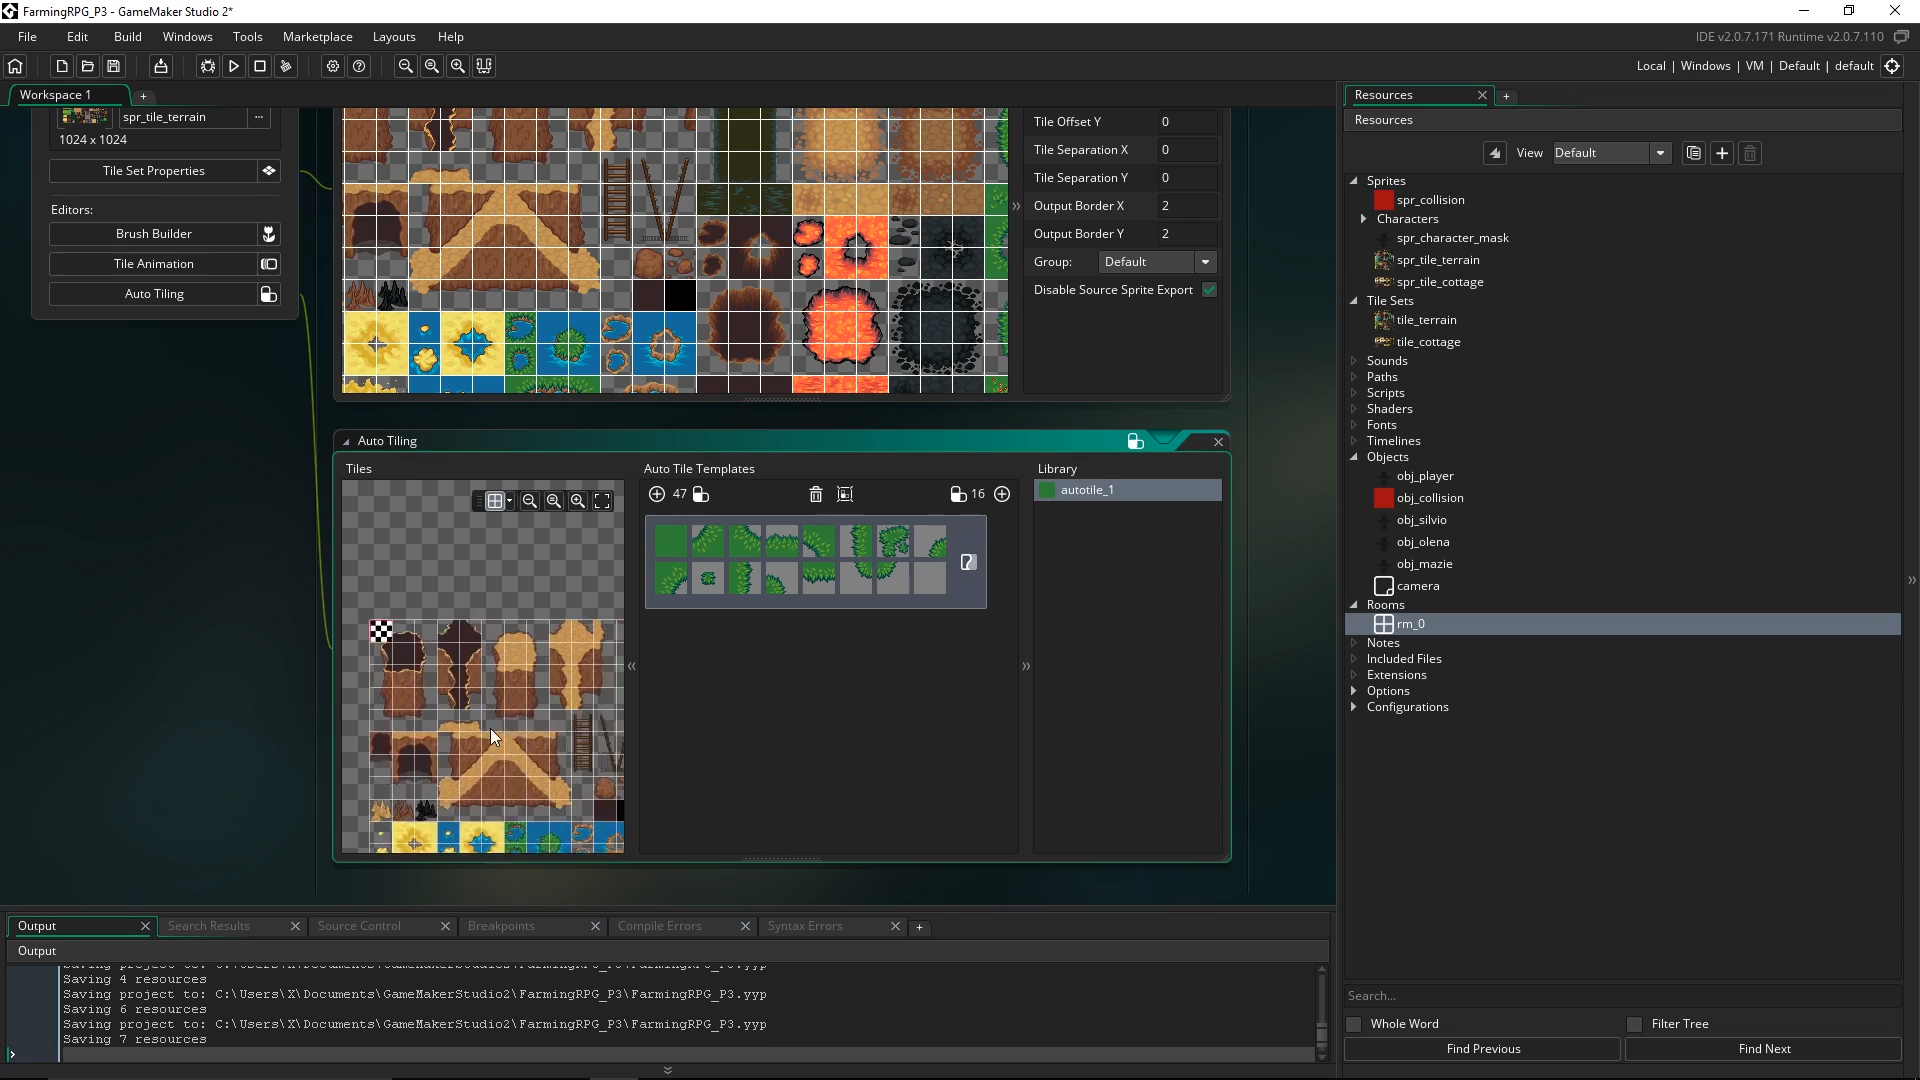 FarmingRPG_P3 - GameMaker Studio 2*
File Edit Build Windows Tools Marketplace Layouts Help
IDE v2.0.7.171 Runtime v2.0.7.110
Local | Windows | VM | Default | default
Workspace 1
spr_tile_terrain ...
1024 x 1024
Tile Set Properties
Editors:
Brush Builder
Tile Animation
Auto Tiling
Tile Offset Y 0
Tile Separation X 0
Tile Separation Y 0
Output Border X 2
Output Border Y 2
Group: Default
Disable Source Sprite Export
Auto Tiling
Tiles
Auto Tile Templates
47
16
Library
autotile_1
Resources
Resources
View Default
Sprites
spr_collision
Characters
spr_character_mask
spr_tile_terrain
spr_tile_cottage
Tile Sets
tile_terrain
tile_cottage
Sounds
Paths
Scripts
Shaders
Fonts
Timelines
Objects
obj_player
obj_collision
obj_silvio
obj_olena
obj_mazie
camera
Rooms
rm_0
Notes
Included Files
Extensions
Options
Configurations
Search...
Whole Word
Filter Tree
Find Previous
Find Next
Output Search Results Source Control Breakpoints Compile Errors Syntax Errors
Output
Saving 4 resources
Saving project to: C:\Users\X\Documents\GameMakerStudio2\FarmingRPG_P3\FarmingRPG_P3.yyp
Saving 6 resources
Saving project to: C:\Users\X\Documents\GameMakerStudio2\FarmingRPG_P3\FarmingRPG_P3.yyp
Saving 7 resources